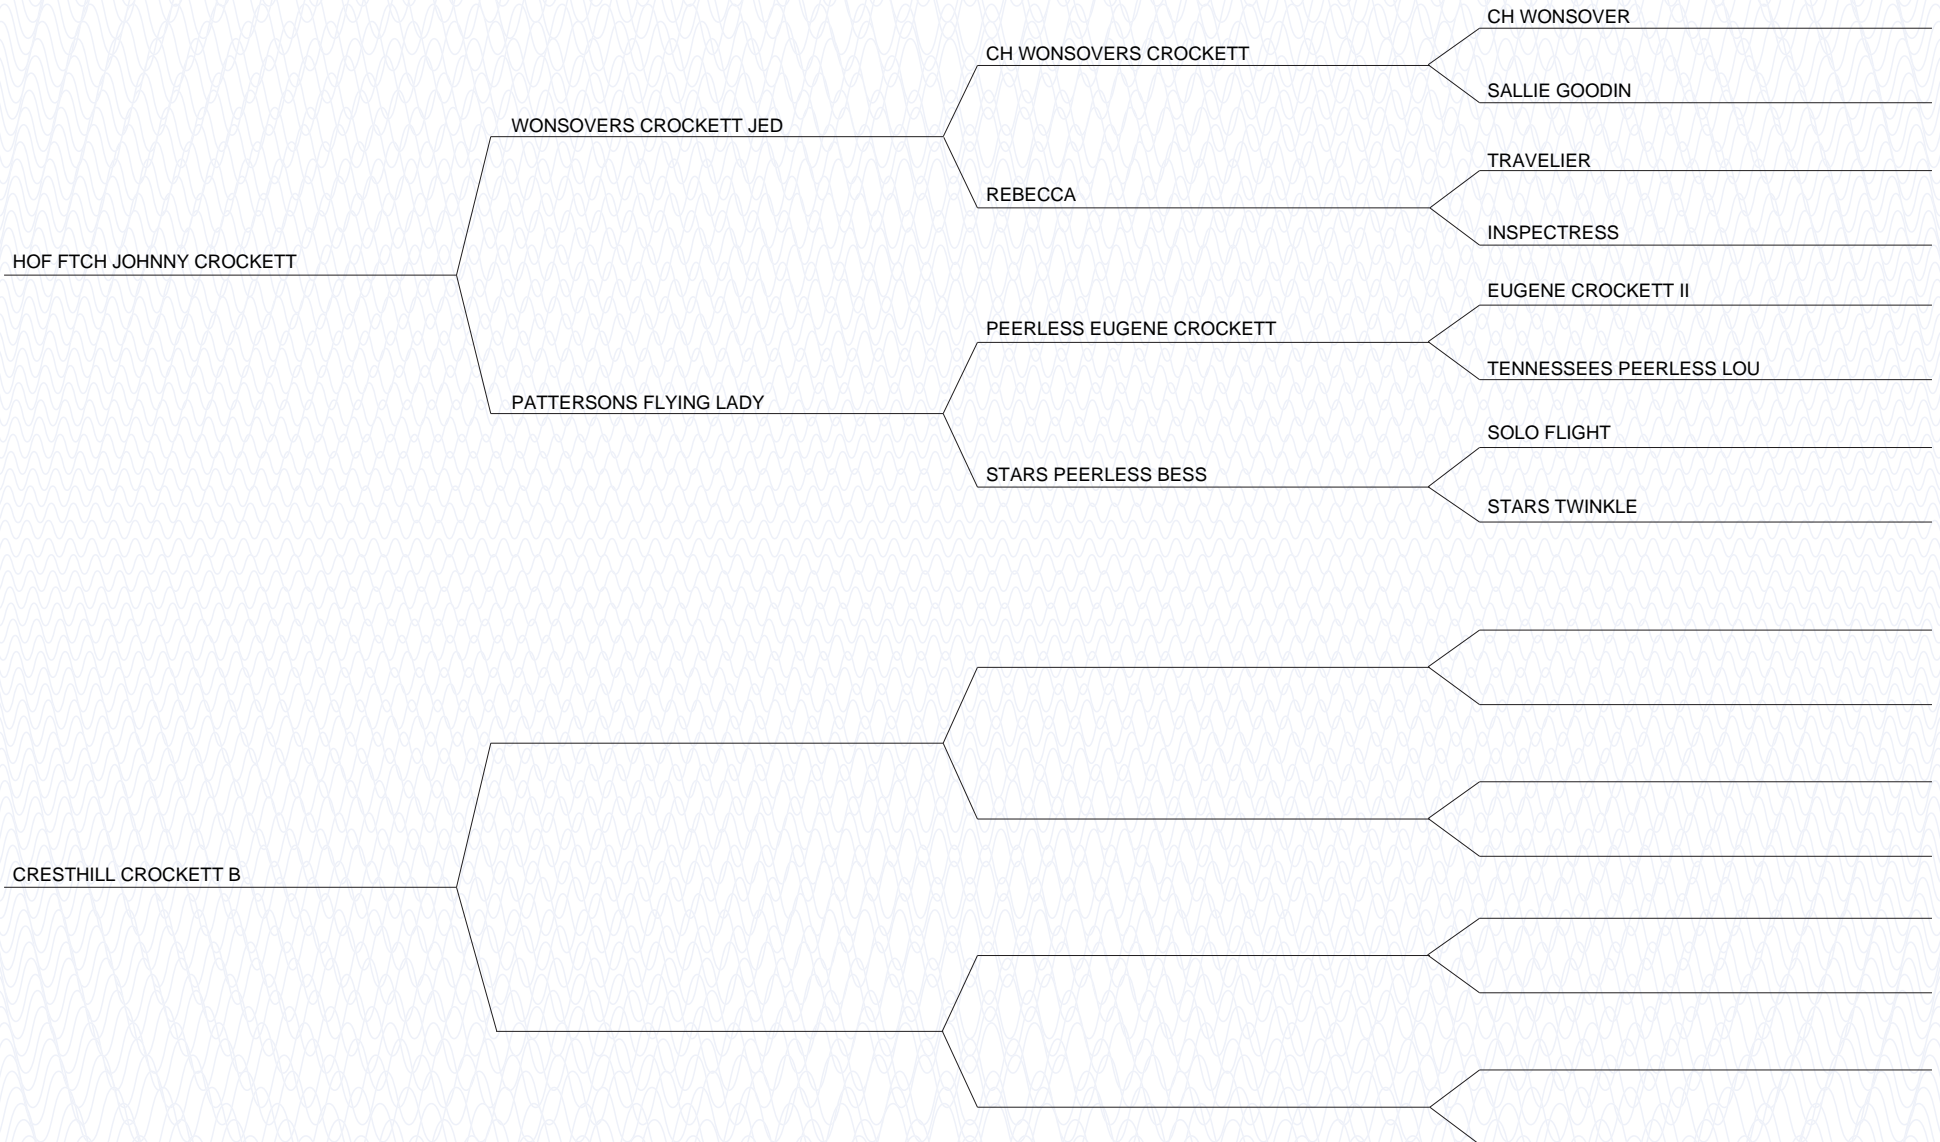 CH WONSOVER
CH WONSOVERS CROCKETT
SALLIE GOODIN
WONSOVERS CROCKETT JED
TRAVELIER
REBECCA
INSPECTRESS
HOF FTCH JOHNNY CROCKETT
EUGENE CROCKETT II
PEERLESS EUGENE CROCKETT
TENNESSEES PEERLESS LOU
PATTERSONS FLYING LADY
SOLO FLIGHT
STARS PEERLESS BESS
STARS TWINKLE
CRESTHILL CROCKETT B